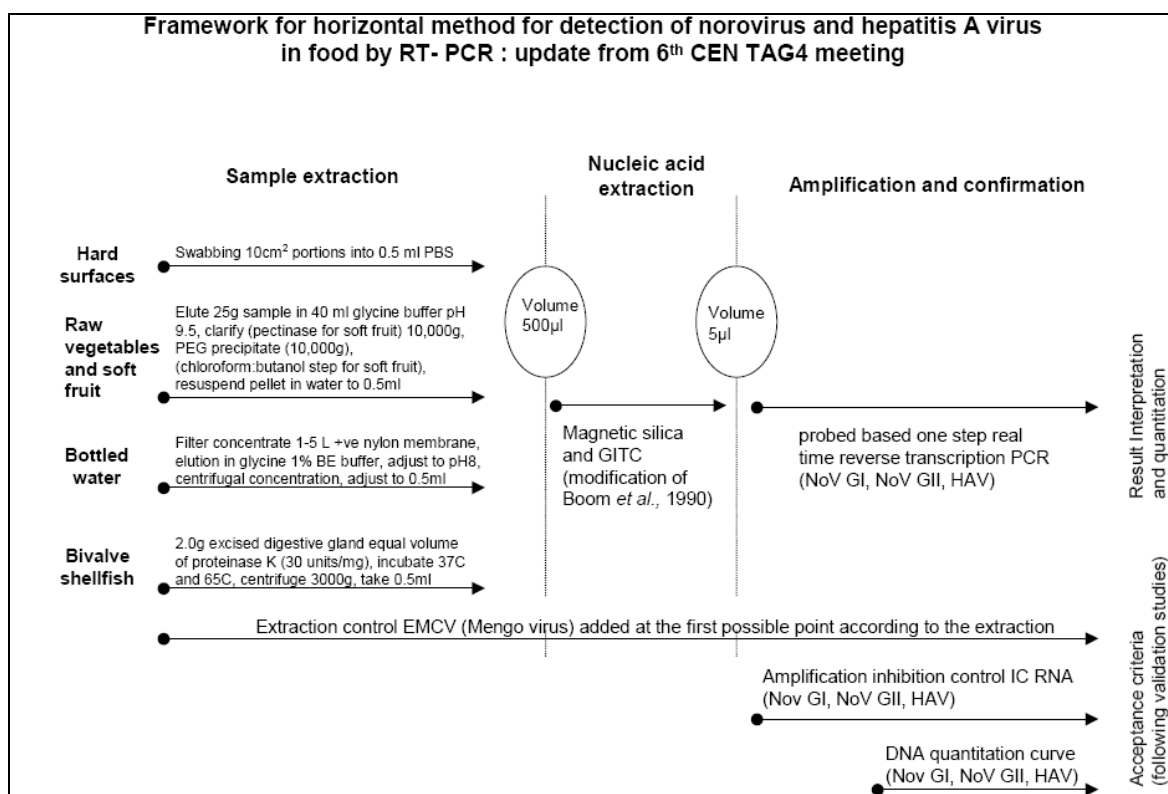 Framework for horizontal method for detection of norovirus and hepatitis A virus
in food by RT- PCR : update from 6th CEN TAG4 meeting
Sample extraction
Nucleic acid
extraction
Amplification and confirmation
Hard
surfaces
Swabbing 10cm2 portions into 0.5 ml PBS
Raw
vegetables
and soft
fruit
Elute 25g sample in 40 ml glycine buffer pH
9.5, clarify (pectinase for soft fruit) 10,000g,
PEG precipitate (10,000g),
(chloroform:butanol step for soft fruit),
resuspend pellet in water to 0.5ml
Bottled
water
Filter concentrate 1-5 L +ve nylon membrane,
elution in glycine 1% BE buffer, adjust to pH8,
centrifugal concentration, adjust to 0.5ml
Bivalve
shellfish
2.0g excised digestive gland equal volume
of proteinase K (30 units/mg), incubate 37C
and 65C, centrifuge 3000g, take 0.5ml
Volume
500µl
Magnetic silica
and GITC
(modification of
Boom et al., 1990)
Volume
5µl
probed based one step real
time reverse transcription PCR
(NoV GI, NoV GII, HAV)
Extraction control EMCV (Mengo virus) added at the first possible point according to the extraction
Amplification inhibition control IC RNA
(Nov GI, NoV GII, HAV)
DNA quantitation curve
(Nov GI, NoV GII, HAV)
Result Interpretation
and quantitation
Acceptance criteria
(following validation studies)